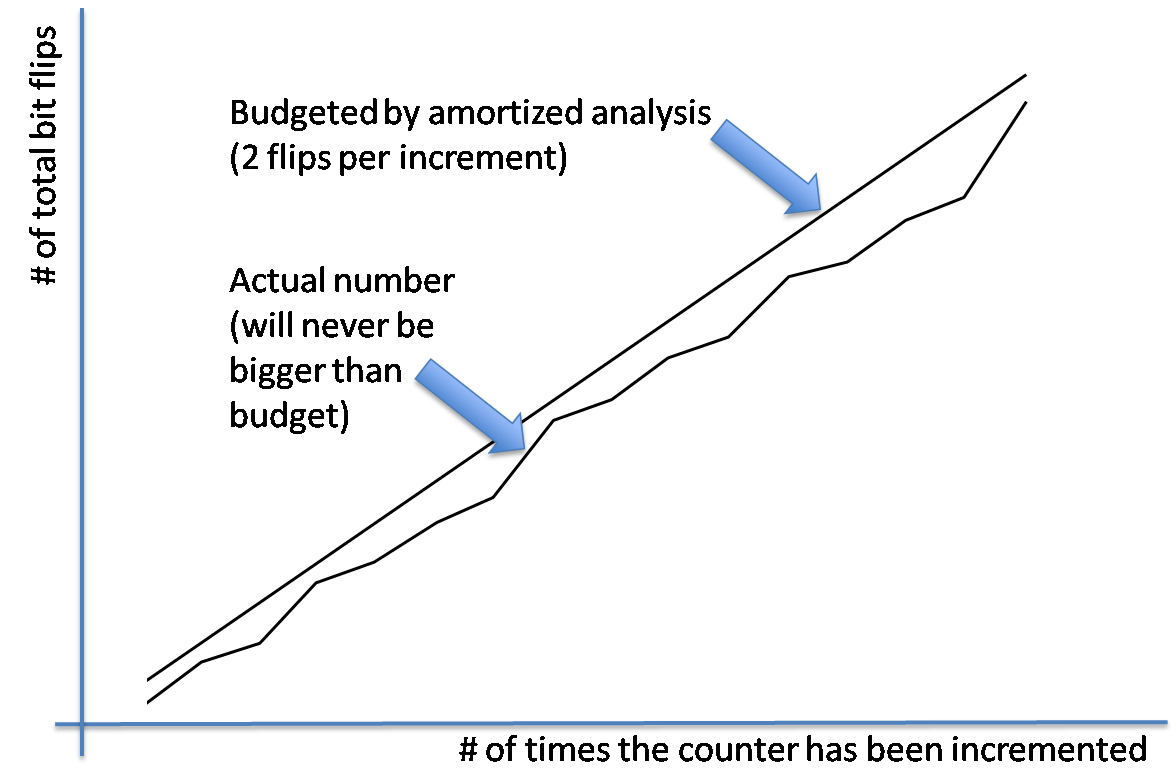 # of total bit flips
Budgeted by amortized analysis
(2 flips per increment)
Actual number
(will never be
bigger than
budget)
# of times the counter has been incremented